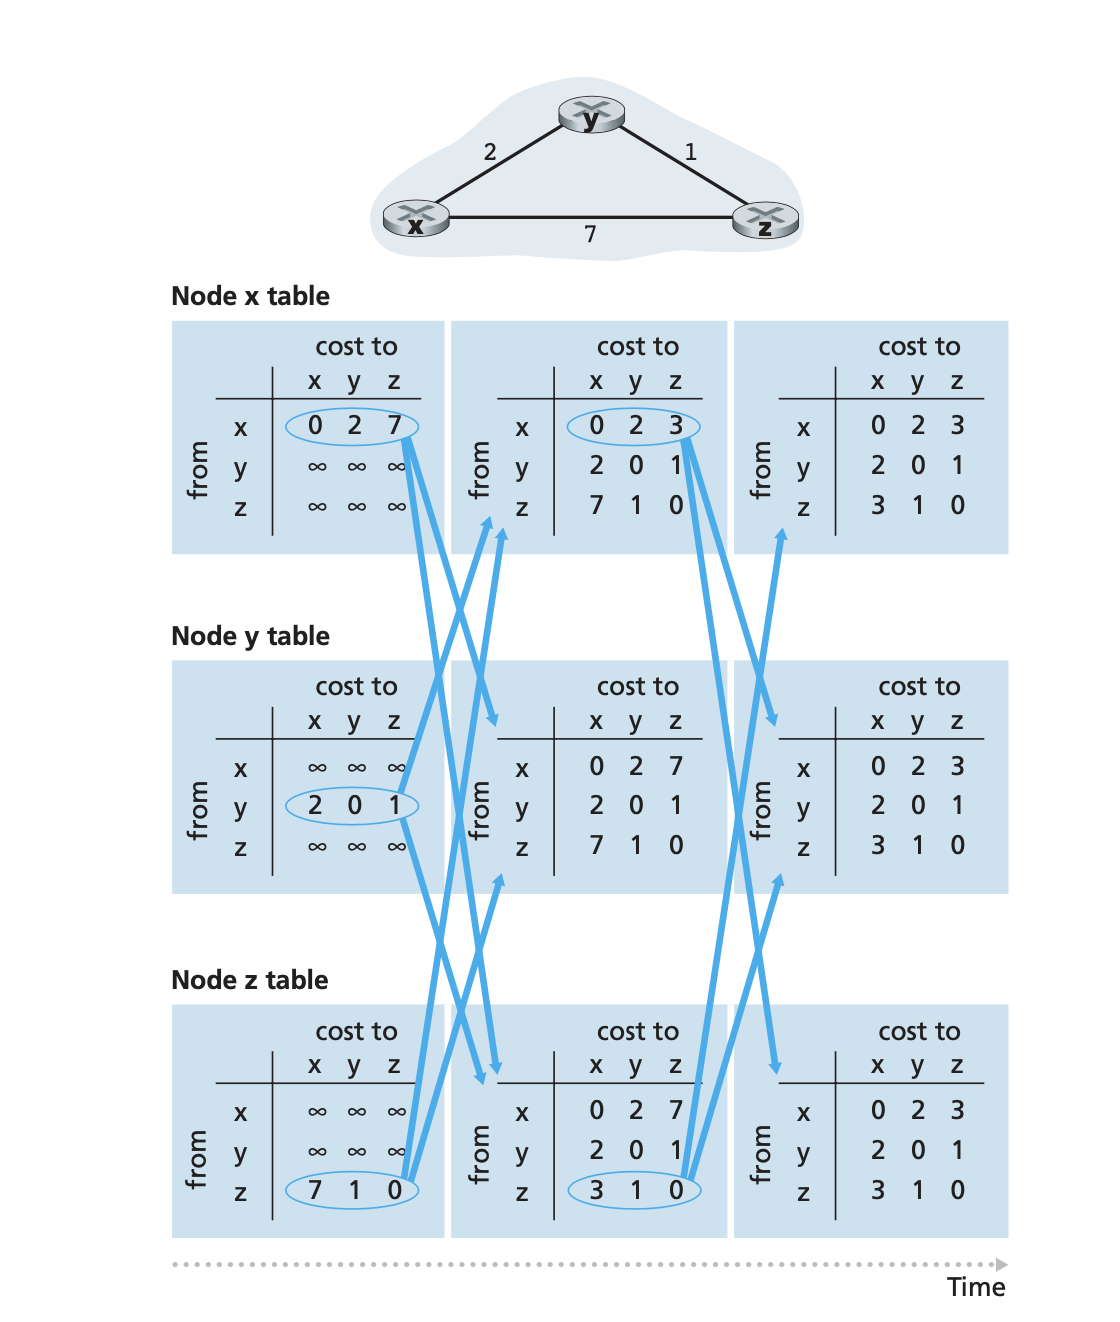 y
2 1
x z
7
Node x table
cost to cost to cost to
x y z x y z x y z
from x 0 2 7 from x 0 2 3 from x 0 2 3
y ∞ ∞ ∞ y 2 0 1 y 2 0 1
z ∞ ∞ ∞ z 7 1 0 z 3 1 0
Node y table
cost to cost to cost to
x y z x y z x y z
from x ∞ ∞ ∞ from x 0 2 7 from x 0 2 3
y 2 0 1 y 2 0 1 y 2 0 1
z ∞ ∞ ∞ z 7 1 0 z 3 1 0
Node z table
cost to cost to cost to
x y z x y z x y z
from x ∞ ∞ ∞ from x 0 2 7 from x 0 2 3
y ∞ ∞ ∞ y 2 0 1 y 2 0 1
z 7 1 0 z 3 1 0 z 3 1 0
Time